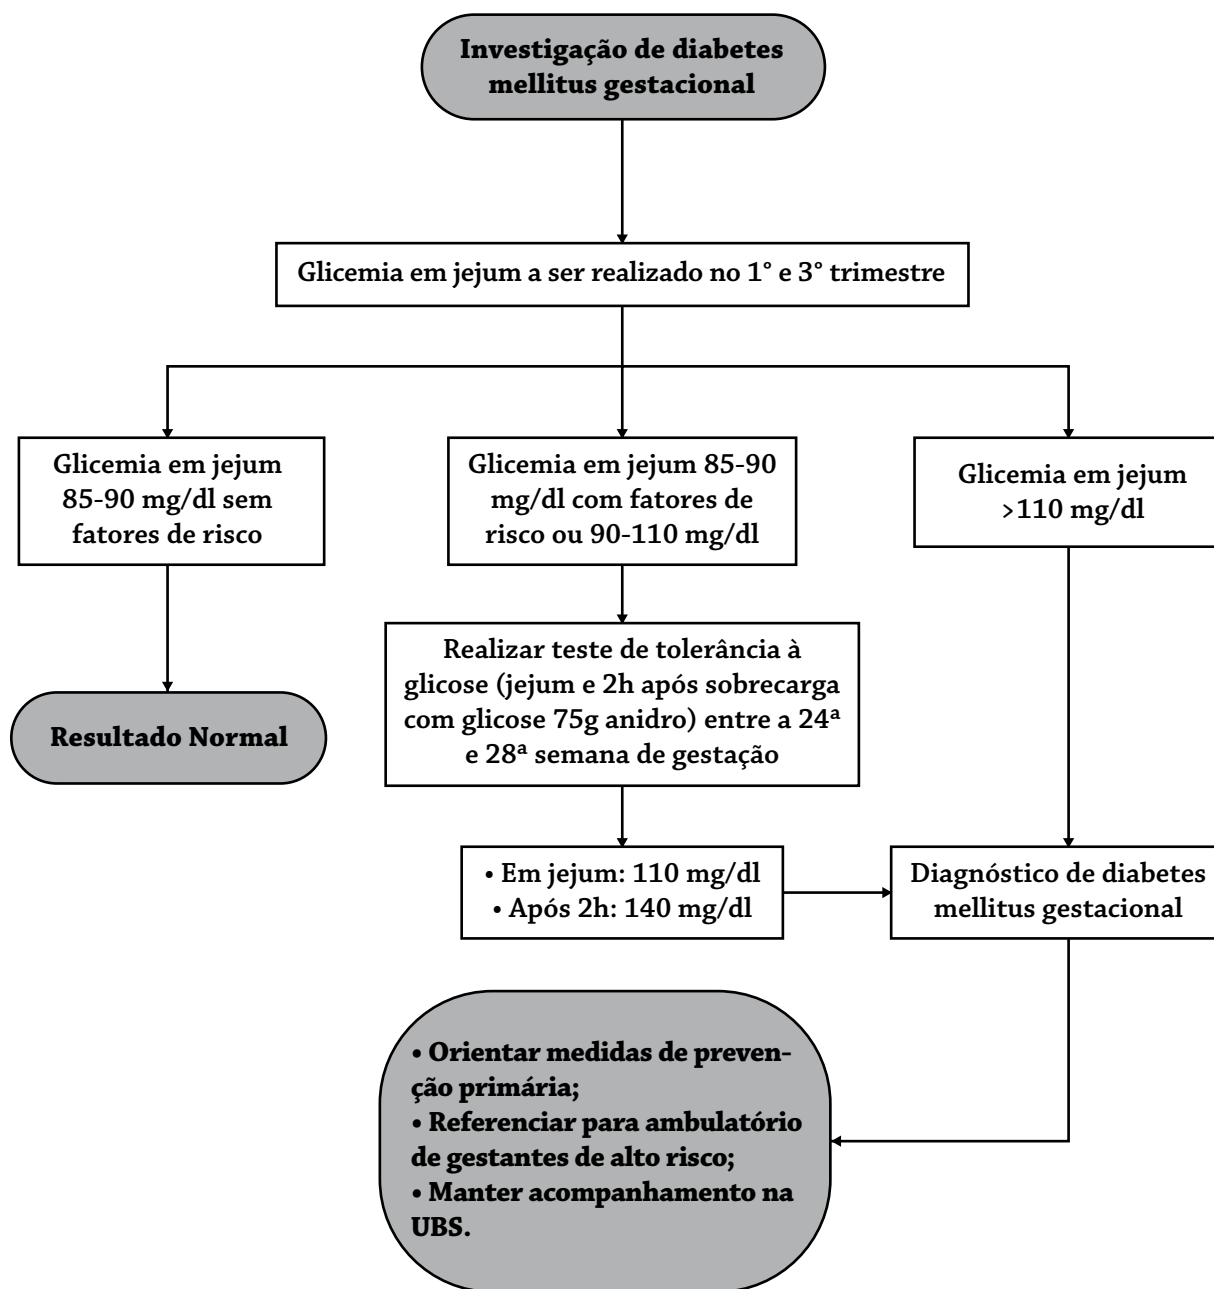 Investigação de diabetes
mellitus gestacional
Glicemia em jejum a ser realizado no 1° e 3° trimestre
Glicemia em jejum
85-90 mg/dl sem
fatores de risco
Glicemia em jejum 85-90
mg/dl com fatores de
risco ou 90-110 mg/dl
Glicemia em jejum
>110 mg/dl
Realizar teste de tolerância à
glicose (jejum e 2h após sobrecarga
com glicose 75g anidro) entre a 24ª
e 28ª semana de gestação
Resultado Normal
• Em jejum: 110 mg/dl
• Após 2h: 140 mg/dl
Diagnóstico de diabetes
mellitus gestacional
• Orientar medidas de preven-
ção primária;
• Referenciar para ambulatório
de gestantes de alto risco;
• Manter acompanhamento na
UBS.